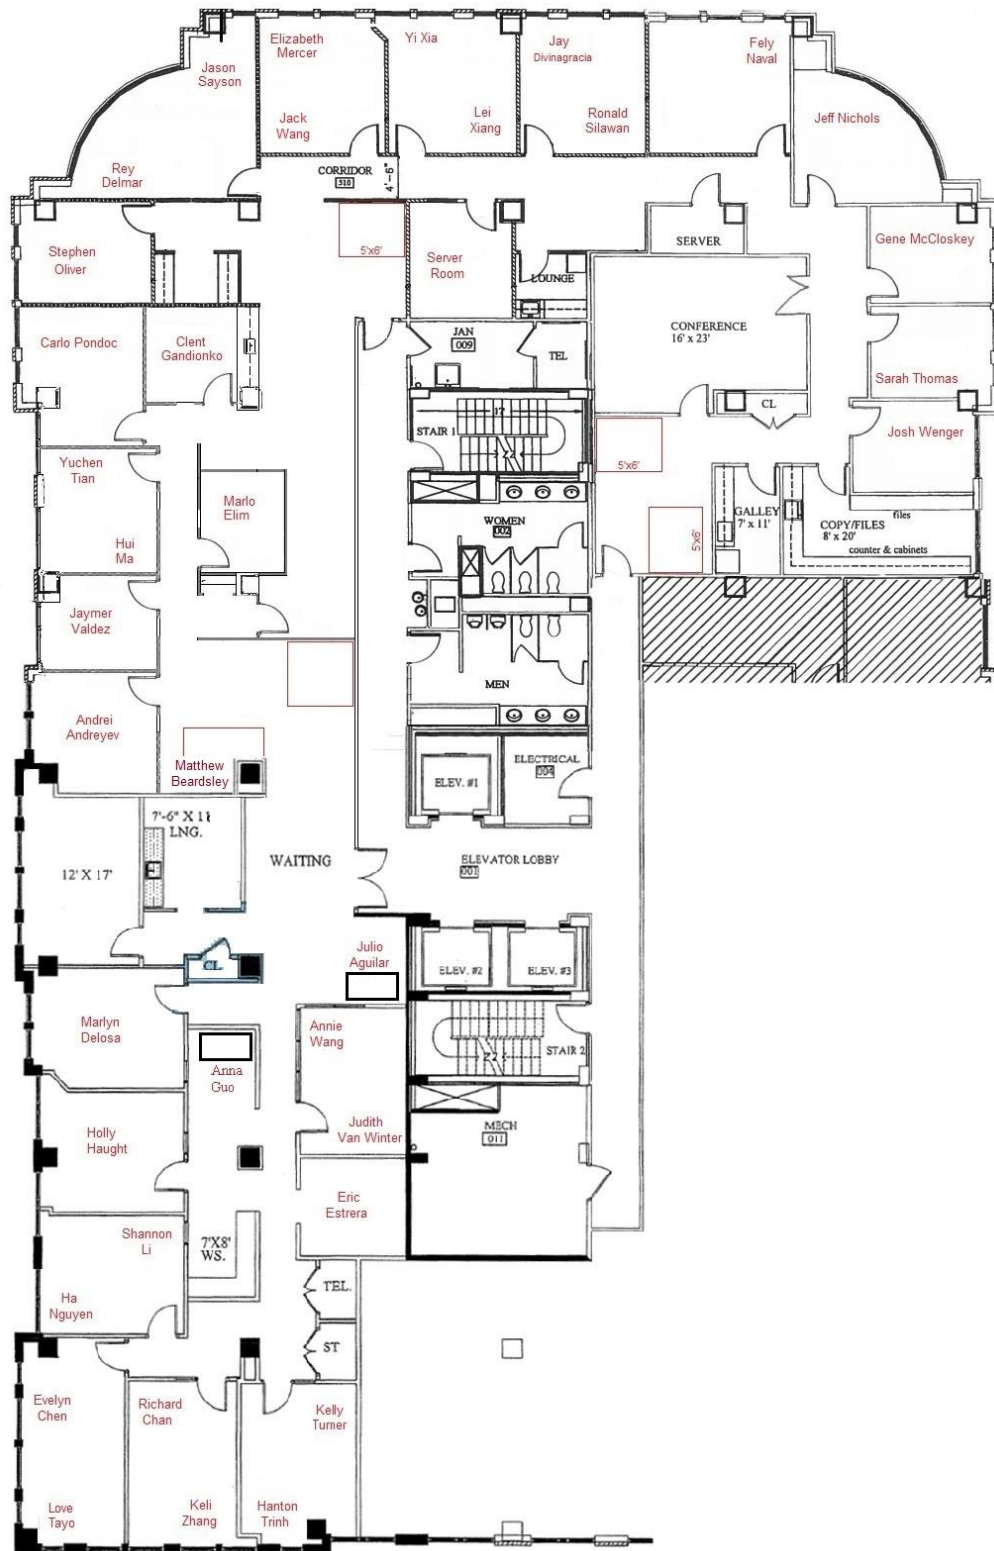 Elizabeth
Mercer
Yi Xia
Jay
Divinagracia
Fely
Naval
Jason
Sayson
Jack
Wang
Lei
Xiang
Ronald
Silawan
Jeff Nichols
Rey
Delmar
CORRIDOR
310
4'-6"
Stephen
Oliver
5'x6'
Server
Room
SERVER
Gene McCloskey
LOUNGE
Carlo Pondoc
Clent
Gandionko
JAN
009
TEL
CONFERENCE
16' x 23'
Sarah Thomas
CL
STAIR 1
17
Josh Wenger
5'x6'
Yuchen
Tian
Marlo
Elim
Hui
Ma
WOMEN
002
GALLEY
7' x 11'
5'x6'
files
COPY/FILES
8' x 20'
counter & cabinets
Jaymer
Valdez
MEN
Andrei
Andreyev
Matthew
Beardsley
ELEV. #1
ELECTRICAL
004
7'-6" X 11
LNG.
12' X 17'
WAITING
ELEVATOR LOBBY
001
CL.
Julio
Aguilar
ELEV. #2
ELEV. #3
Marlyn
Delosa
Annie
Wang
STAIR 2
Anna
Guo
Holly
Haught
Judith
Van Winter
MECH
011
Eric
Estrera
Shannon
Li
7'X8'
WS.
Ha
Nguyen
TEL.
ST
Evelyn
Chen
Richard
Chan
Kelly
Turner
Love
Tayo
Keli
Zhang
Hanton
Trinh